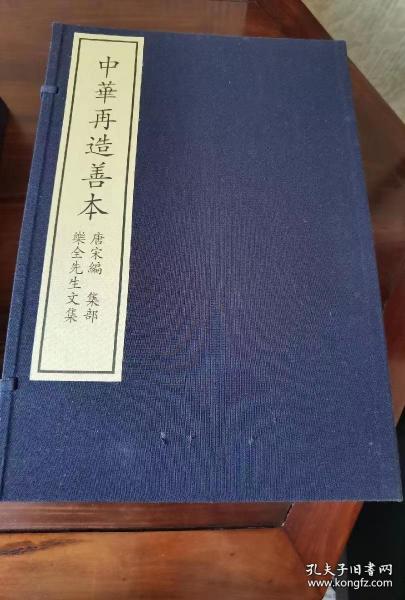 中華再造善本
唐宋編 集部
樂全先生文集
孔夫子旧书网
http://www.kongfz.com